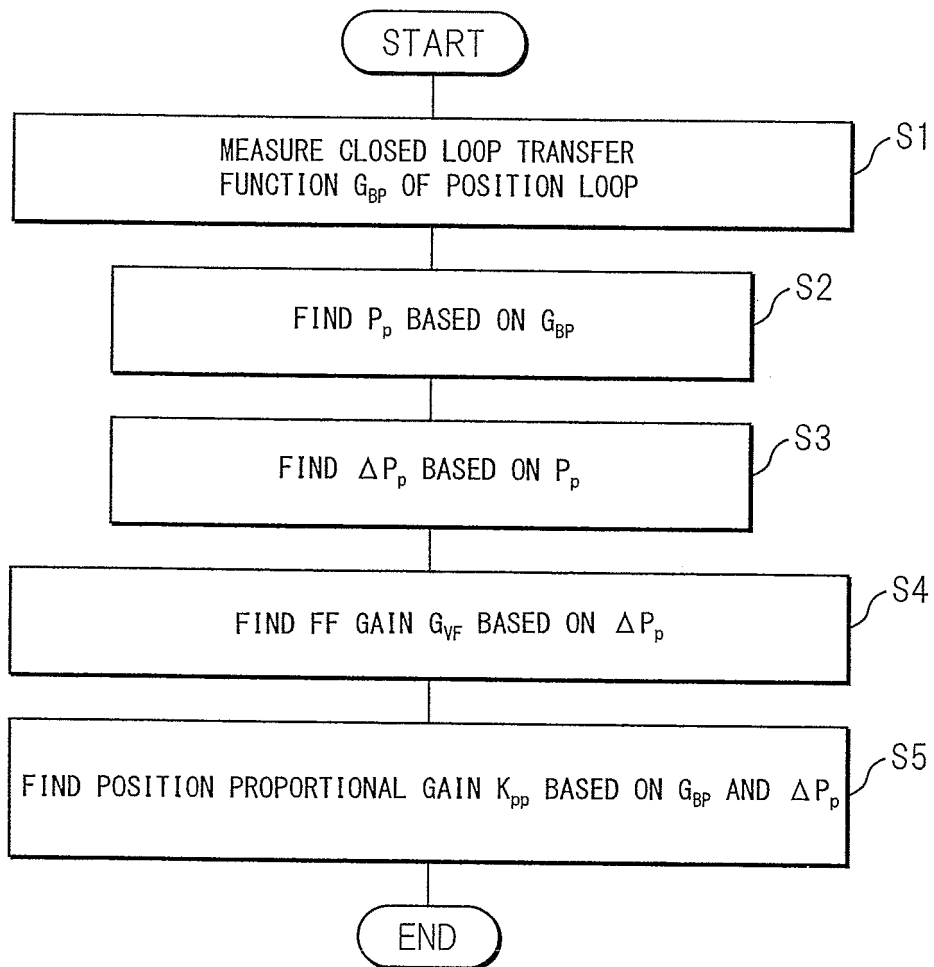 START
MEASURE CLOSED LOOP TRANSFER
FUNCTION G_BP OF POSITION LOOP
S1
FIND P_p BASED ON G_BP
S2
FIND ΔP_p BASED ON P_p
S3
FIND FF GAIN G_VF BASED ON ΔP_p
S4
FIND POSITION PROPORTIONAL GAIN K_pp BASED ON G_BP AND ΔP_p
S5
END